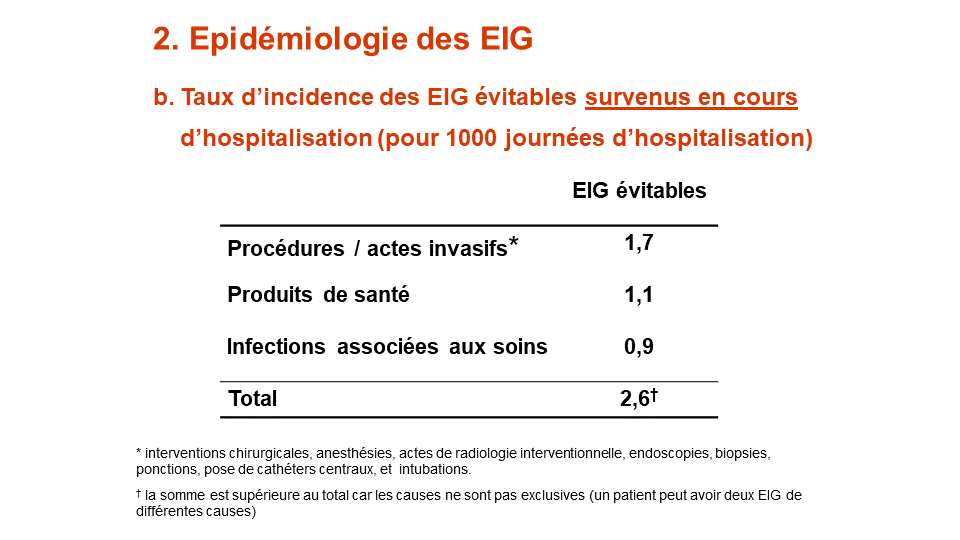 2. Epidémiologie des EIG
b. Taux d’incidence des EIG évitables survenus en cours
d’hospitalisation (pour 1000 journées d’hospitalisation)
EIG évitables
Procédures / actes invasifs* 1,7
Produits de santé 1,1
Infections associées aux soins 0,9
Total 2,6†
* interventions chirurgicales, anesthésies, actes de radiologie interventionnelle, endoscopies, biopsies,
ponctions, pose de cathéters centraux, et intubations.
† la somme est supérieure au total car les causes ne sont pas exclusives (un patient peut avoir deux EIG de
différentes causes)